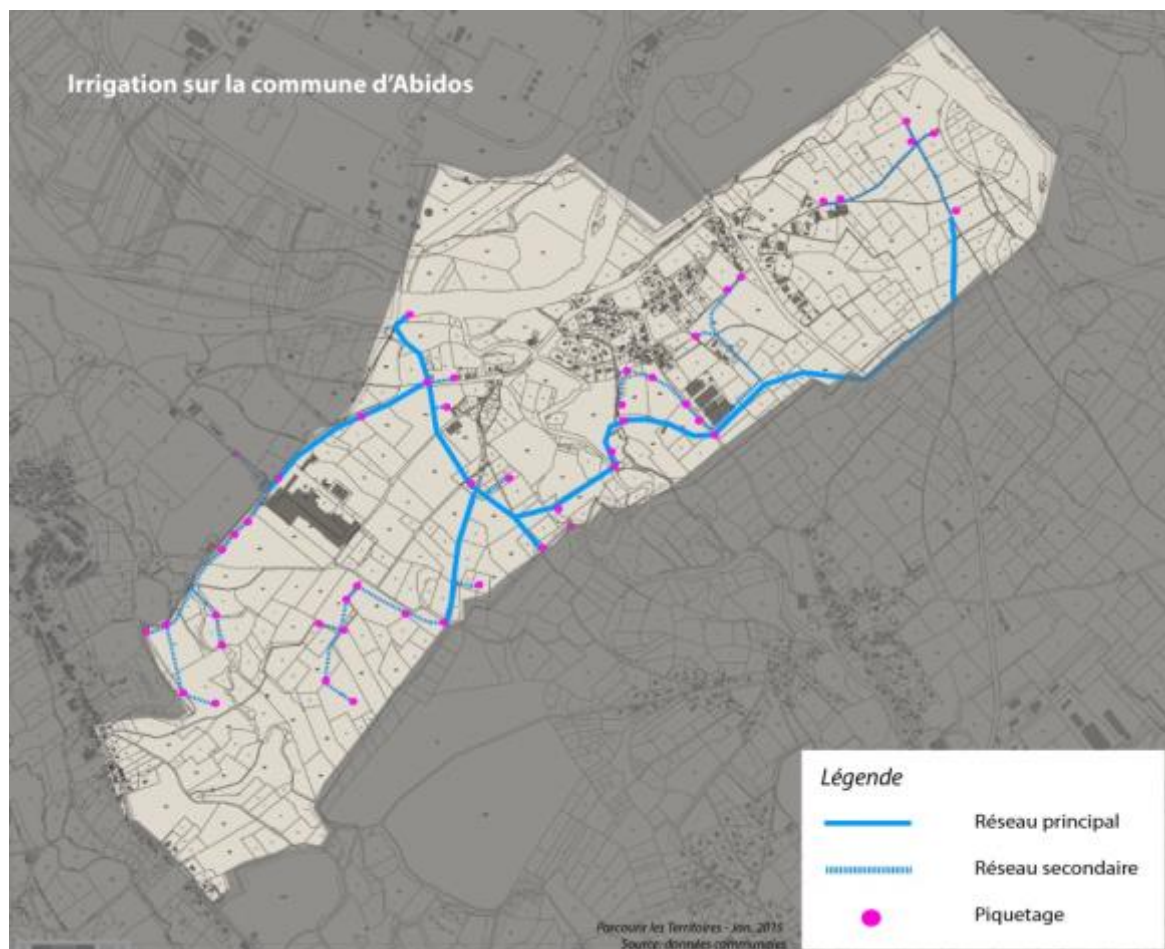 Irrigation sur la commune d'Abidos
Légende
Réseau principal
Réseau secondaire
Piquetage
Parcourir les Territoires - Jan. 2015
Source: données communales